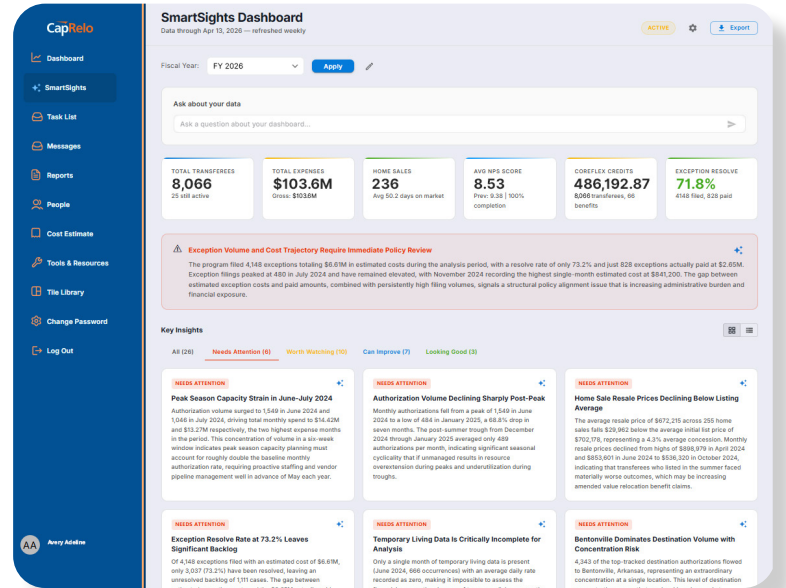 CapRelo
Dashboard
SmartSights
Task List
Messages
Reports
People
Cost Estimate
Tools & Resources
Tile Library
Change Password
Log Out
AA
Avery Adeline
SmartSights Dashboard
Data through Apr 13, 2026 — refreshed weekly
ACTIVE
Export
Fiscal Year:
FY 2026
Apply
Ask about your data
Ask a question about your dashboard...
TOTAL TRANSFEREES
8,066
25 still active
TOTAL EXPENSES
$103.6M
Gross: $103.6M
HOME SALES
236
Avg 50.2 days on market
AVG NPS SCORE
8.53
Prev: 9.38 | 100%
completion
COREFLEX CREDITS
486,192.87
8,066 transferees, 66
benefits
EXCEPTION RESOLVE
71.8%
4148 filed, 828 paid
Exception Volume and Cost Trajectory Require Immediate Policy Review
The program filed 4,148 exceptions totaling $6.61M in estimated costs during the analysis period, with a resolve rate of only 73.2% and just 828 exceptions actually paid at $2.65M.
Exception filings peaked at 480 in July 2024 and have remained elevated, with November 2024 recording the highest single-month estimated cost at $841,200. The gap between
estimated exception costs and paid amounts, combined with persistently high filing volumes, signals a structural policy alignment issue that is increasing administrative burden and
financial exposure.
Key Insights
All (26)
Needs Attention (6)
Worth Watching (10)
Can Improve (7)
Looking Good (3)
NEEDS ATTENTION
Peak Season Capacity Strain in June-July 2024
Authorization volume surged to 1,549 in June 2024 and
1,046 in July 2024, driving total monthly spend to $14.42M
and $13.27M respectively, the two highest expense months
in the period. This concentration of volume in a six-week
window indicates peak season capacity planning must
account for roughly double the baseline monthly
authorization rate, requiring proactive staffing and vendor
pipeline management well in advance of May each year.
NEEDS ATTENTION
Authorization Volume Declining Sharply Post-Peak
Monthly authorizations fell from a peak of 1,549 in June
2024 to a low of 484 in January 2025, a 68.8% drop in
seven months. The post-summer trough from December
2024 through January 2025 averaged only 489
authorizations per month, indicating significant seasonal
cyclicality that if unmanaged results in resource
overextension during peaks and underutilization during
troughs.
NEEDS ATTENTION
Home Sale Resale Prices Declining Below Listing
Average
The average resale price of $672,215 across 255 home
sales falls $29,962 below the average initial list price of
$702,178, representing a 4.3% average concession. Monthly
resale prices declined from highs of $898,979 in April 2024
and $853,601 in June 2024 to $536,320 in October 2024,
indicating that transferees who listed in the summer faced
materially worse outcomes, which may be increasing
amended value relocation benefit claims.
NEEDS ATTENTION
Exception Resolve Rate at 73.2% Leaves
Significant Backlog
Of 4,148 exceptions filed with an estimated cost of $6.61M,
only 3,037 (73.2%) have been resolved, leaving an
unresolved backlog of 1,111 cases. The gap between
NEEDS ATTENTION
Temporary Living Data Is Critically Incomplete for
Analysis
Only a single month of temporary living data is present
(June 2024, 666 occurrences) with an average daily rate
recorded as zero, making it impossible to assess the
NEEDS ATTENTION
Bentonville Dominates Destination Volume with
Concentration Risk
4,343 of the top-tracked destination authorizations flowed
to Bentonville, Arkansas, representing an extraordinary
concentration at a single location. This level of destination